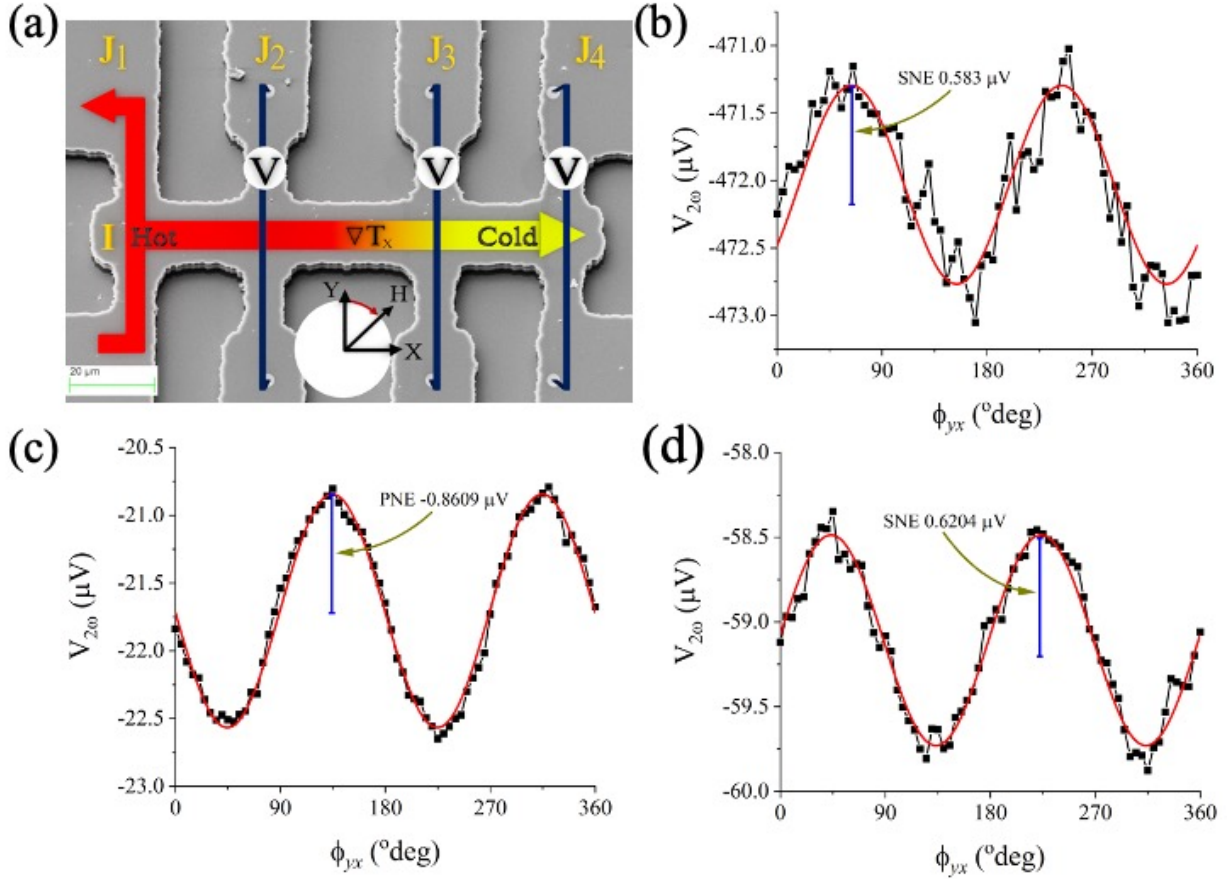 (a)
J1 J2 J3 J4
V V V
I Hot ∇Tx Cold
Y H
X
20 µm
(b)
-471.0
-471.5
-472.0
-472.5
-473.0
V2ω (µV)
SNE 0.583 µV
0 90 180 270 360
ϕyx (ºdeg)
(c)
-20.5
-21.0
-21.5
-22.0
-22.5
-23.0
V2ω (µV)
PNE -0.8609 µV
0 90 180 270 360
ϕyx (ºdeg)
(d)
-58.0
-58.5
-59.0
-59.5
-60.0
V2ω (µV)
SNE 0.6204 µV
0 90 180 270 360
ϕyx (ºdeg)